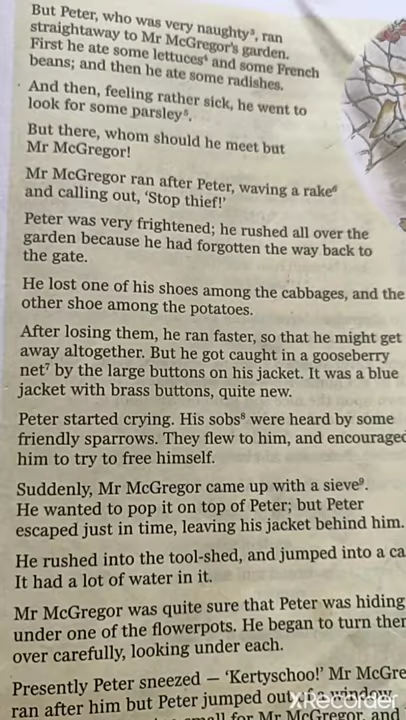 But Peter, who was very naughty³, ran
straightaway to Mr McGregor's garden.
First he ate some lettuces⁴ and some French
beans; and then he ate some radishes.
And then, feeling rather sick, he went to
look for some parsley⁵.
But there, whom should he meet but
Mr McGregor!
Mr McGregor ran after Peter, waving a rake⁶
and calling out, 'Stop thief!'
Peter was very frightened; he rushed all over the
garden because he had forgotten the way back to
the gate.
He lost one of his shoes among the cabbages, and the
other shoe among the potatoes.
After losing them, he ran faster, so that he might get
away altogether. But he got caught in a gooseberry
net⁷ by the large buttons on his jacket. It was a blue
jacket with brass buttons, quite new.
Peter started crying. His sobs⁸ were heard by some
friendly sparrows. They flew to him, and encouraged
him to try to free himself.
Suddenly, Mr McGregor came up with a sieve⁹.
He wanted to pop it on top of Peter; but Peter
escaped just in time, leaving his jacket behind him.
He rushed into the tool-shed, and jumped into a ca
It had a lot of water in it.
Mr McGregor was quite sure that Peter was hiding
under one of the flowerpots. He began to turn them
over carefully, looking under each.
Presently Peter sneezed — 'Kertyschoo!' Mr McGre
ran after him but Peter jumped out of a window,
small for Mr McGregor, and
XRecorder